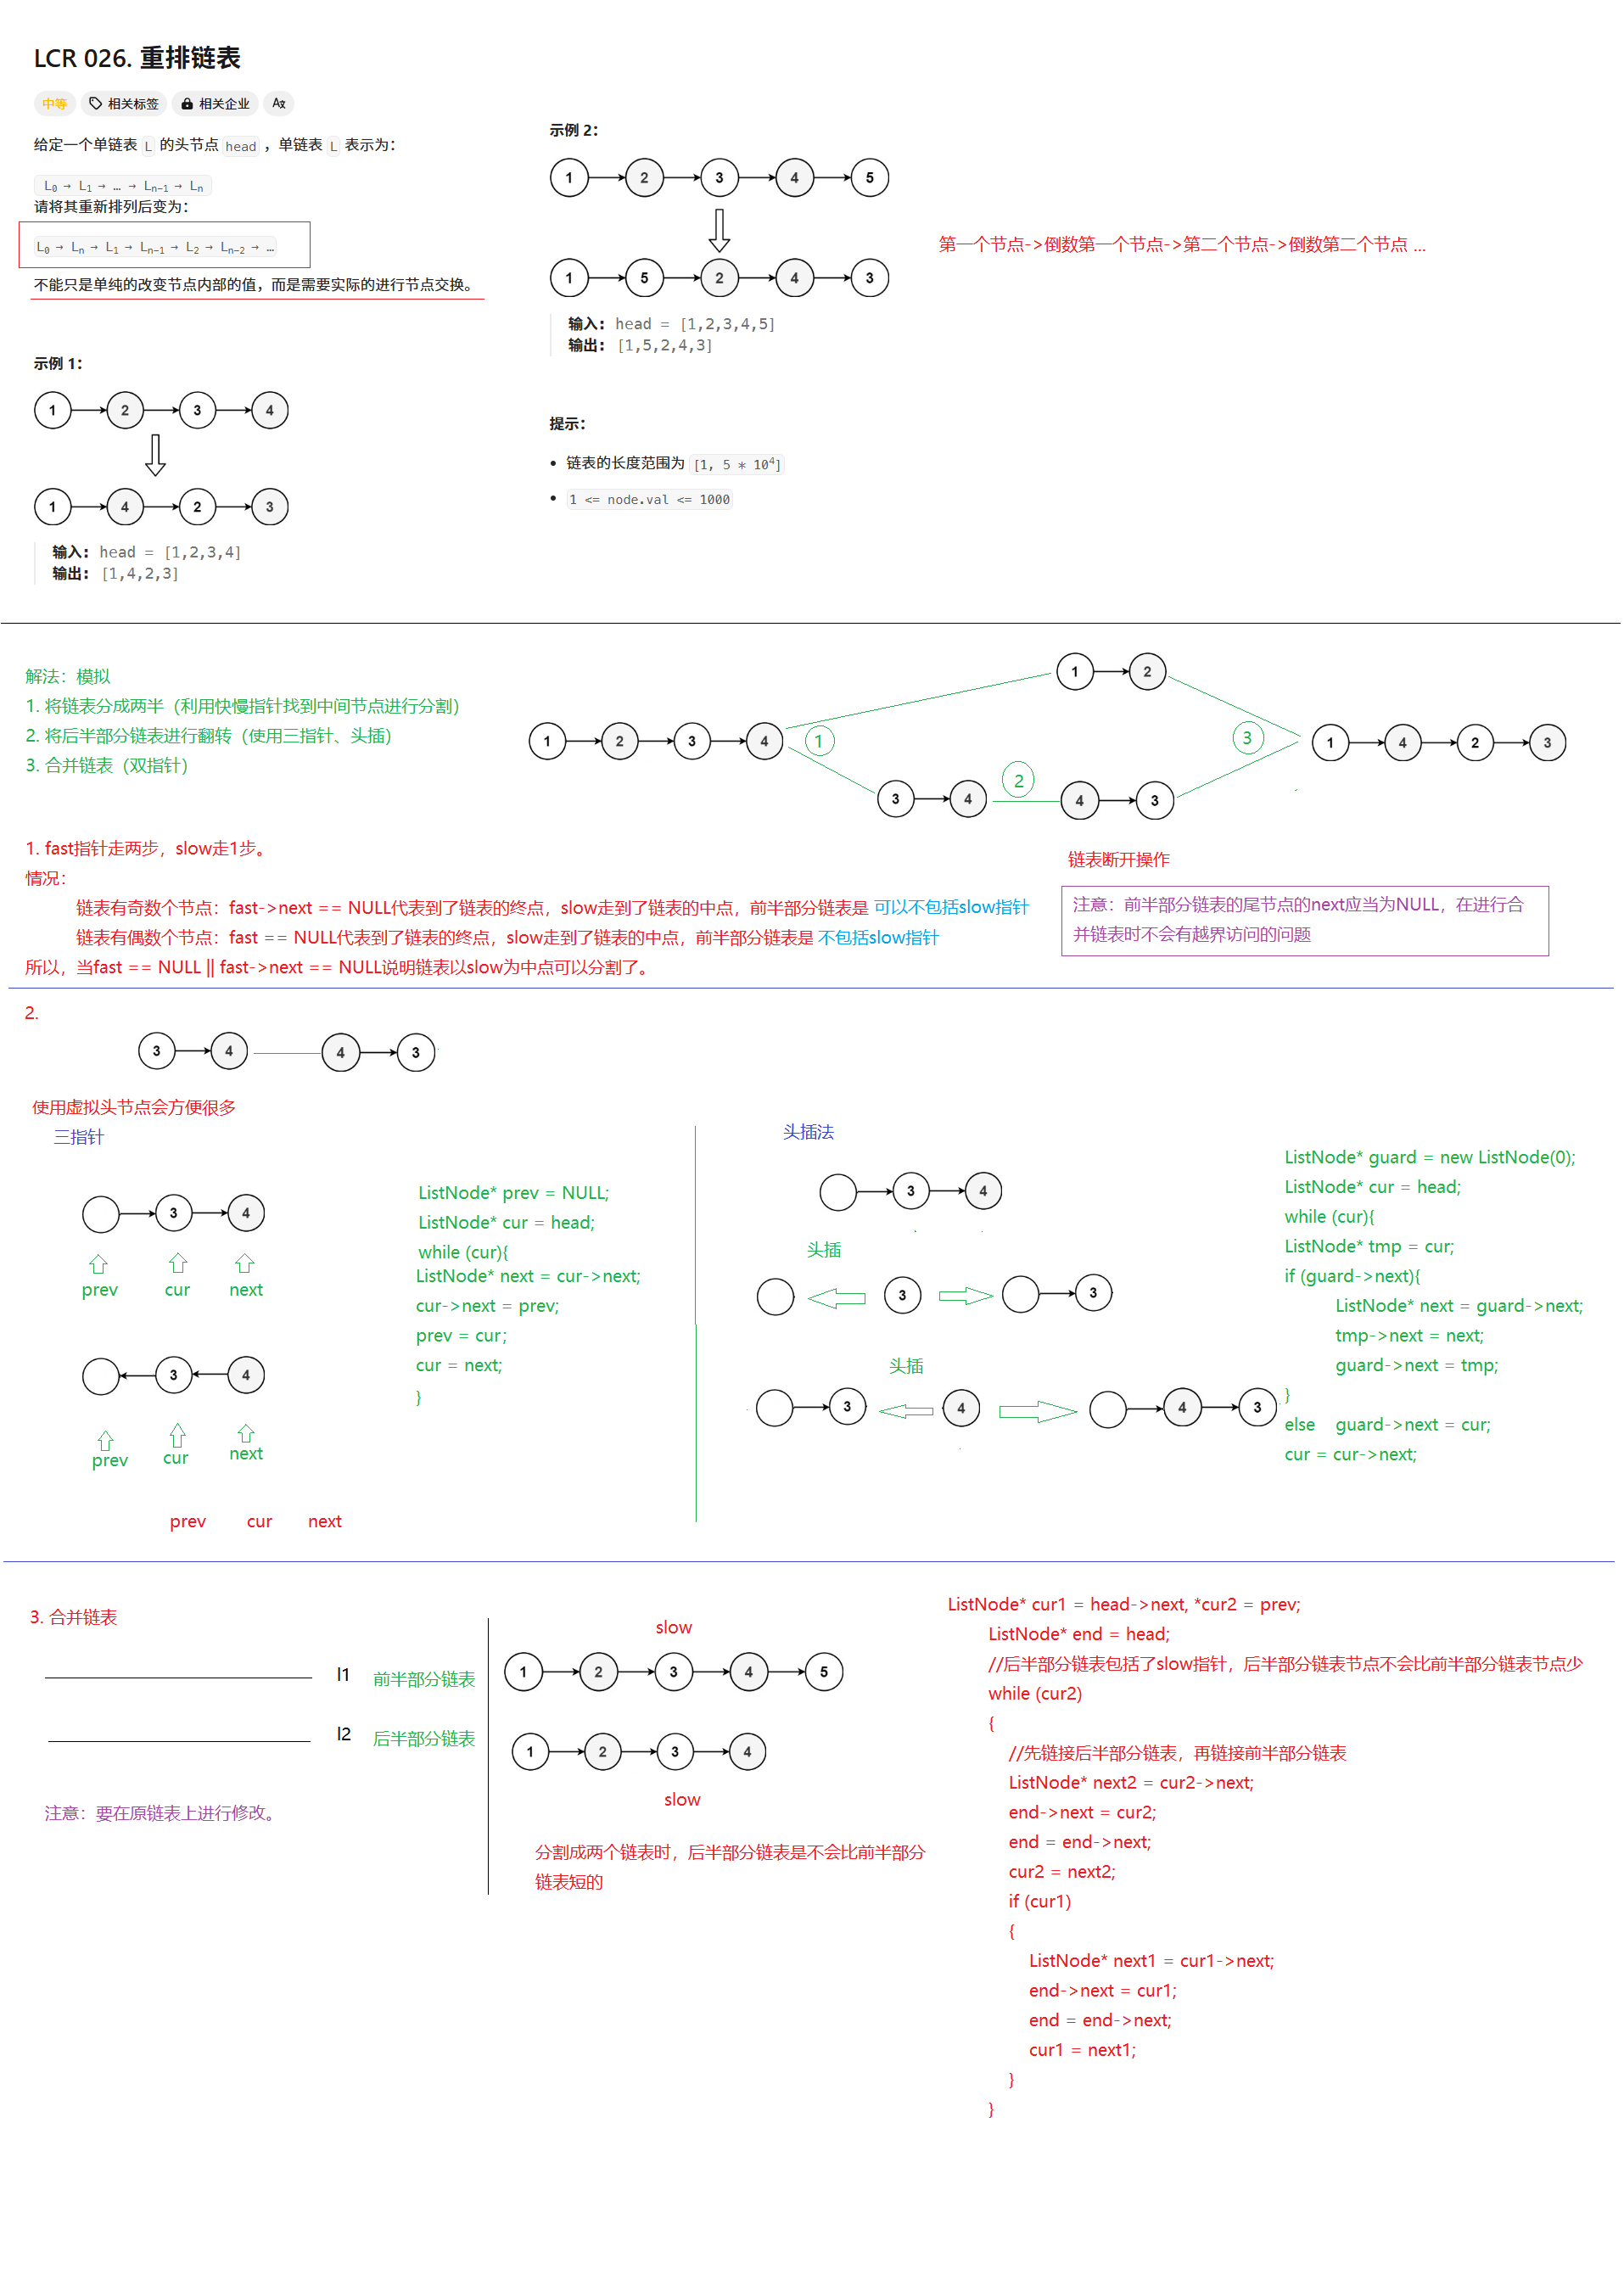 LCR 026. 重排链表
中等 相关标签 相关企业
给定一个单链表 L 的头节点 head ，单链表 L 表示为：
L0 → L1 → … → Ln-1 → Ln
请将其重新排列后变为：
L0 → Ln → L1 → Ln-1 → L2 → Ln-2 → …
不能只是单纯的改变节点内部的值，而是需要实际的进行节点交换。
示例 1：
1 2 3 4
1 4 2 3
输入：head = [1,2,3,4]
输出：[1,4,2,3]
示例 2：
1 2 3 4 5
1 5 2 4 3
输入：head = [1,2,3,4,5]
输出：[1,5,2,4,3]
提示：
• 链表的长度范围为 [1, 5 * 10^4]
• 1 <= node.val <= 1000
第一个节点->倒数第一个节点->第二个节点->倒数第二个节点 ...
解法：模拟
1. 将链表分成两半（利用快慢指针找到中间节点进行分割）
2. 将后半部分链表进行翻转（使用三指针、头插）
3. 合并链表（双指针）
1 2 3 4
1
1 2
3 4
2
4 3
3
1 4 2 3
1. fast指针走两步，slow走1步。
情况：
链表有奇数个节点：fast->next == NULL代表到了链表的终点，slow走到了链表的中点，前半部分链表是 可以不包括slow指针
链表有偶数个节点：fast == NULL代表到了链表的终点，slow走到了链表的中点，前半部分链表是 不包括slow指针
所以，当fast == NULL || fast->next == NULL说明链表以slow为中点可以分割了。
链表断开操作
注意：前半部分链表的尾节点的next应当为NULL，在进行合
并链表时不会有越界访问的问题
2.
3 4 4 3
使用虚拟头节点会方便很多
三指针
3 4
prev cur next
3 4
prev cur next
prev cur next
ListNode* prev = NULL;
ListNode* cur = head;
while (cur){
ListNode* next = cur->next;
cur->next = prev;
prev = cur;
cur = next;
}
头插法
3 4
头插
3 3
头插
3 4 4 3
ListNode* guard = new ListNode(0);
ListNode* cur = head;
while (cur){
ListNode* tmp = cur;
if (guard->next){
ListNode* next = guard->next;
tmp->next = next;
guard->next = tmp;
}
else guard->next = cur;
cur = cur->next;
3. 合并链表
l1 前半部分链表
l2 后半部分链表
注意：要在原链表上进行修改。
slow
1 2 3 4 5
1 2 3 4
slow
分割成两个链表时，后半部分链表是不会比前半部分
链表短的
ListNode* cur1 = head->next, *cur2 = prev;
ListNode* end = head;
//后半部分链表包括了slow指针，后半部分链表节点不会比前半部分链表节点少
while (cur2)
{
//先链接后半部分链表，再链接前半部分链表
ListNode* next2 = cur2->next;
end->next = cur2;
end = end->next;
cur2 = next2;
if (cur1)
{
ListNode* next1 = cur1->next;
end->next = cur1;
end = end->next;
cur1 = next1;
}
}